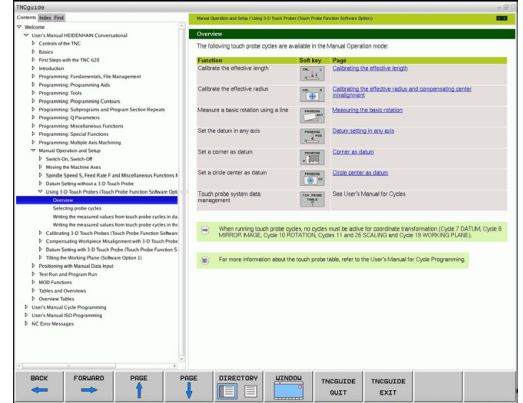 TNCguide
Contents Index Find
Manual Operation and Setup / Using 3-D Touch Probes (Touch Probe Function Software Option)
Welcome
User's Manual HEIDENHAIN Conversational
Controls of the TNC
Basics
First Steps with the TNC 620
Introduction
Programming: Fundamentals, File Management
Programming: Programming Aids
Programming: Tools
Programming: Programming Contours
Programming: Subprograms and Program Section Repeats
Programming: Q Parameters
Programming: Miscellaneous Functions
Programming: Special Functions
Programming: Multiple Axis Machining
Manual Operation and Setup
Switch-On, Switch-Off
Moving the Machine Axes
Spindle Speed S, Feed Rate F and Miscellaneous Functions M
Datum Setting without a 3-D Touch Probe
Using 3-D Touch Probes (Touch Probe Function Software Opti
Overview
Selecting probe cycles
Writing the measured values from touch probe cycles in da
Writing the measured values from touch probe cycles in th
Calibrating 3-D Touch Probes (Touch Probe Function Softwar
Compensating Workpiece Misalignment with 3-D Touch Probe
Datum Setting with 3-D Touch Probe (Touch Probe Function S
Tilting the Working Plane (Software Option 1)
Positioning with Manual Data Input
Test Run and Program Run
MOD Functions
Tables and Overviews
Overview Tables
User's Manual Cycle Programming
User's Manual ISO Programming
NC Error Messages
Overview
The following touch probe cycles are available in the Manual Operation mode:
Function Soft key Page
Calibrate the effective length CAL. L Calibrating the effective length
Calibrate the effective radius CAL. R Calibrating the effective radius and compensating center misalignment
Measure a basic rotation using a line PROBING ROT Measuring the basic rotation
Set the datum in any axis PROBING POS Datum setting in any axis
Set a corner as datum PROBING P Corner as datum
Set a circle center as datum PROBING CC Circle center as datum
Touch probe system data management TCH PROBE TABLE See User's Manual for Cycles
When running touch probe cycles, no cycles must be active for coordinate transformation (Cycle 7 DATUM, Cycle 8 MIRROR IMAGE, Cycle 10 ROTATION, Cycles 11 and 26 SCALING and Cycle 19 WORKING PLANE).
For more information about the touch probe table, refer to the User's Manual for Cycle Programming.
BACK FORWARD PAGE PAGE DIRECTORY WINDOW TNCGUIDE QUIT TNCGUIDE EXIT